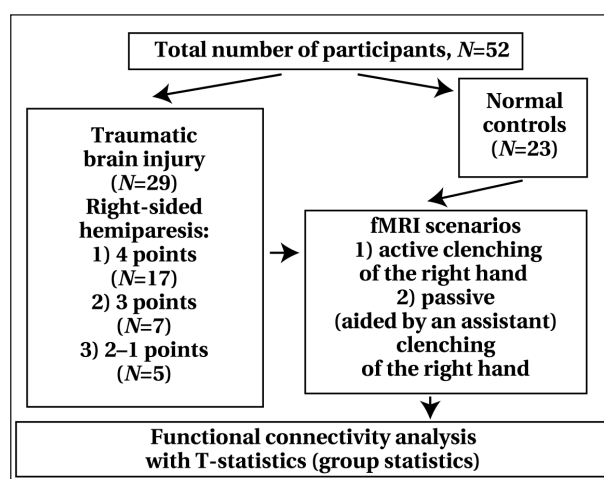 Total number of participants, N=52
Traumatic
brain injury
(N=29)
Right-sided
hemiparesis:
1) 4 points
(N=17)
2) 3 points
(N=7)
3) 2–1 points
(N=5)
Normal
controls
(N=23)
fMRI scenarios
1) active clenching
of the right hand
2) passive
(aided by an assistant)
clenching
of the right hand
Functional connectivity analysis
with T-statistics (group statistics)